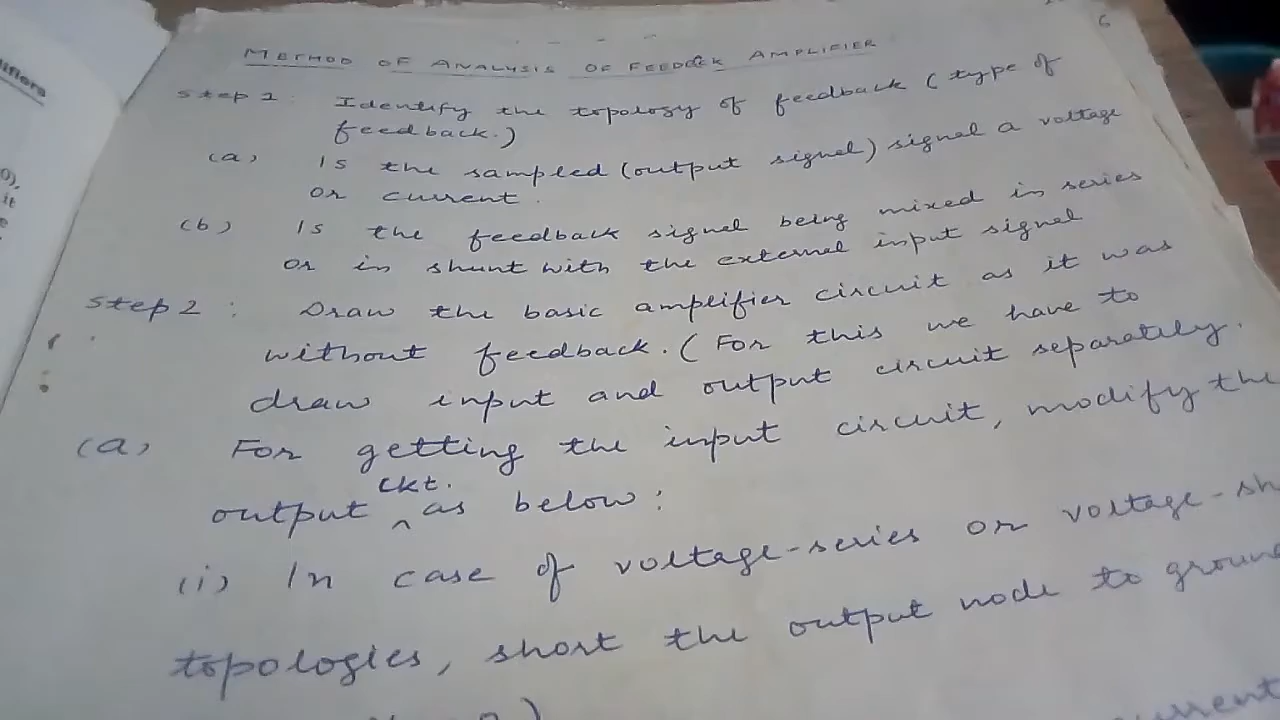 6
METHOD OF ANALYSIS OF FEEDBACK AMPLIFIER
Step 1: Identify the topology of feedback (type of
feedback.)
(a) Is the sampled (output signal) signal a voltage
or current.
(b) Is the feedback signal being mixed in series
or in shunt with the external input signal
Step 2: Draw the basic amplifier circuit as it was
without feedback. (For this we have to
draw input and output circuit separately.
(a) For getting the input circuit, modify the
ckt.
output ^ as below:
(i) In case of voltage-series or voltage-sh
topologies, short the output node to groun
lifiers
0),
it